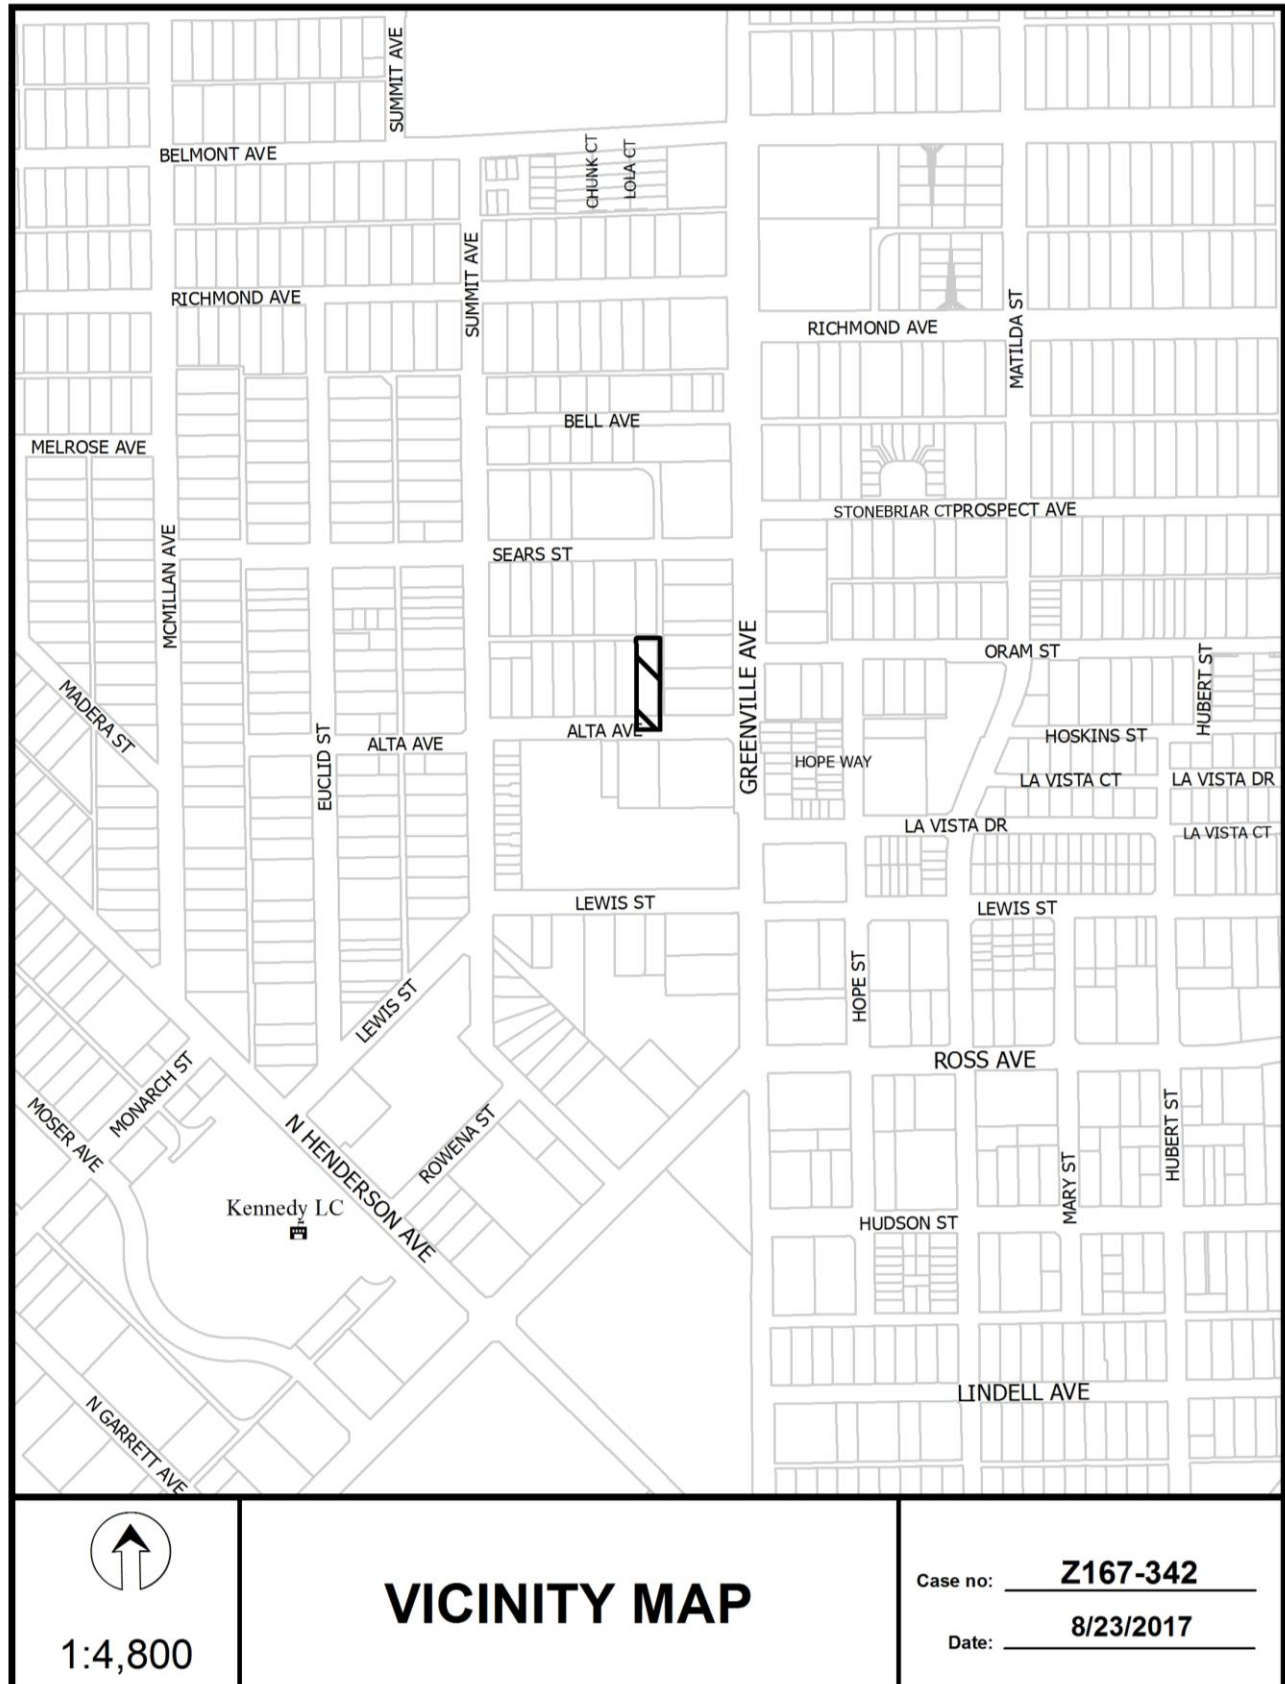 SUMMIT AVE
BELMONT AVE
CHUNK CT
LOLA CT
SUMMIT AVE
RICHMOND AVE
RICHMOND AVE
MATILDA ST
BELL AVE
MELROSE AVE
STONEBRIAR CT
PROSPECT AVE
SEARS ST
MCMILLAN AVE
GREENVILLE AVE
ORAM ST
HUBERT ST
MADERA ST
EUCLID ST
ALTA AVE
ALTA AVE
HOSKINS ST
HOPE WAY
LA VISTA CT
LA VISTA DR
LA VISTA DR
LA VISTA CT
LEWIS ST
LEWIS ST
HOPE ST
LEWIS ST
ROSS AVE
MONARCH ST
MOSER AVE
N HENDERSON AVE
ROWENA ST
MARY ST
HUBERT ST
Kennedy LC
HUDSON ST
LINDELL AVE
N GARRETT AVE
1:4,800
VICINITY MAP
Case no: Z167-342
Date: 8/23/2017